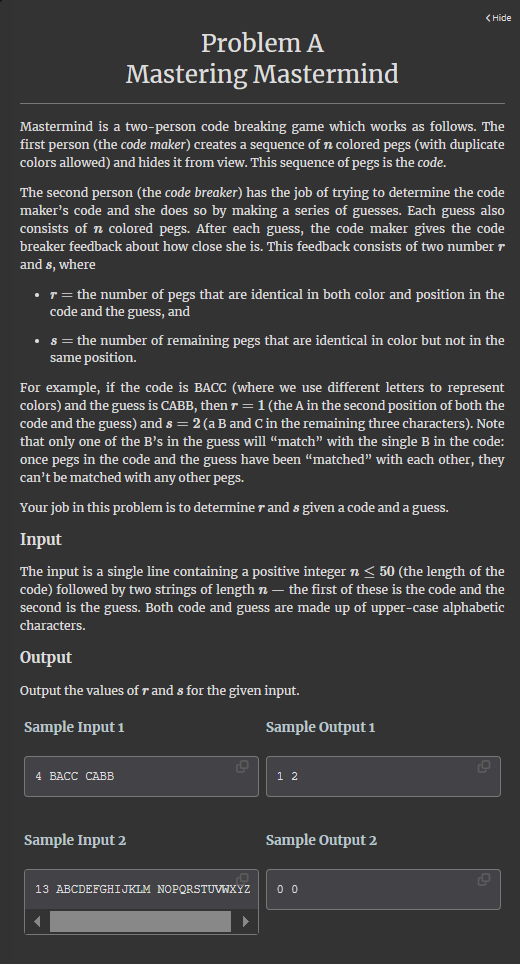 Hide
Problem A
Mastering Mastermind
Mastermind is a two-person code breaking game which works as follows. The
first person (the code maker) creates a sequence of n colored pegs (with duplicate
colors allowed) and hides it from view. This sequence of pegs is the code.
The second person (the code breaker) has the job of trying to determine the code
maker’s code and she does so by making a series of guesses. Each guess also
consists of n colored pegs. After each guess, the code maker gives the code
breaker feedback about how close she is. This feedback consists of two number r
and s, where
• r = the number of pegs that are identical in both color and position in the
code and the guess, and
• s = the number of remaining pegs that are identical in color but not in the
same position.
For example, if the code is BACC (where we use different letters to represent
colors) and the guess is CABB, then r = 1 (the A in the second position of both the
code and the guess) and s = 2 (a B and C in the remaining three characters). Note
that only one of the B’s in the guess will “match” with the single B in the code:
once pegs in the code and the guess have been “matched” with each other, they
can’t be matched with any other pegs.
Your job in this problem is to determine r and s given a code and a guess.
Input
The input is a single line containing a positive integer n ≤ 50 (the length of the
code) followed by two strings of length n — the first of these is the code and the
second is the guess. Both code and guess are made up of upper-case alphabetic
characters.
Output
Output the values of r and s for the given input.
Sample Input 1
Sample Output 1
4 BACC CABB
1 2
Sample Input 2
Sample Output 2
13 ABCDEFGHIJKLM NOPQRSTUVWXYZ
0 0